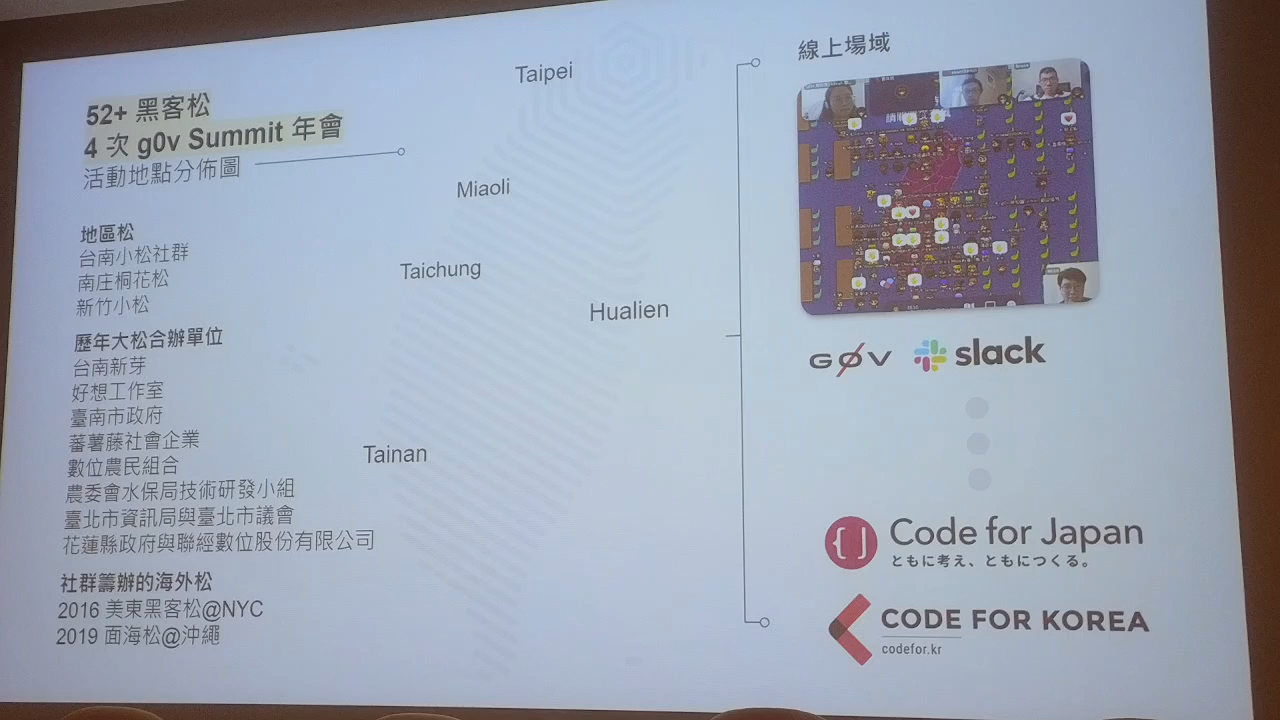 52+ 黑客松
4 次 g0v Summit 年會
活動地點分佈圖
地區松
台南小松社群
南庄桐花松
新竹小松
歷年大松合辦單位
台南新芽
好想工作室
臺南市政府
蕃薯藤社會企業
數位農民組合
農委會水保局技術研發小組
臺北市資訊局與臺北市議會
花蓮縣政府與聯經數位股份有限公司
社群籌辦的海外松
2016 美東黑客松@NYC
2019 面海松@沖繩
Taipei
Miaoli
Taichung
Hualien
Tainan
線上場域
G0V
slack
Code for Japan
ともに考え、ともにつくる。
CODE FOR KOREA
codefor.kr